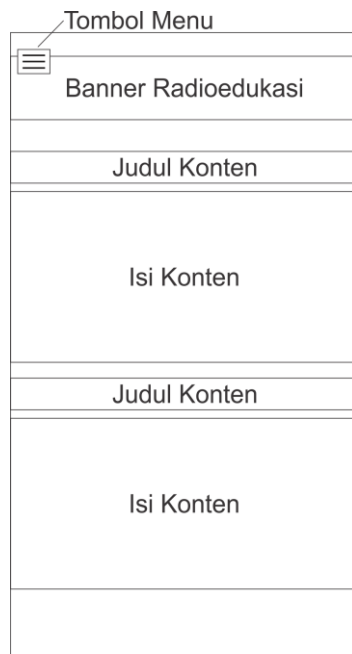 Tombol Menu
Banner Radioedukasi
Judul Konten
Isi Konten
Judul Konten
Isi Konten